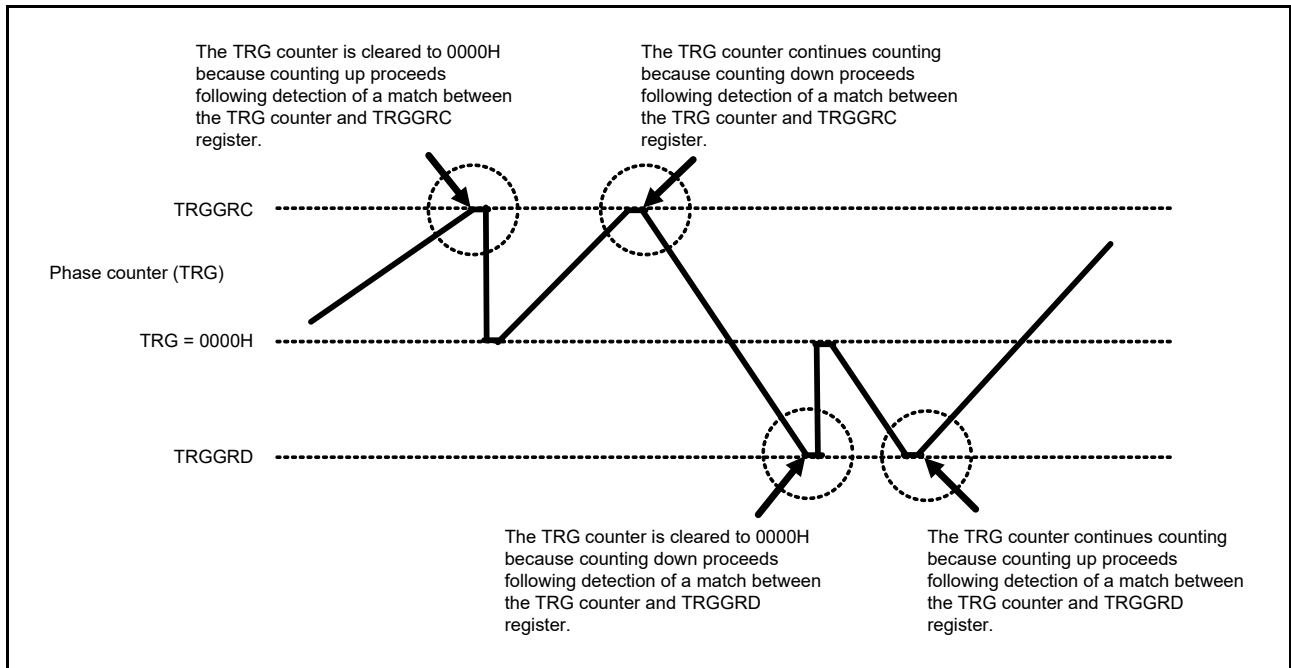 The TRG counter is cleared to 0000H
because counting up proceeds
following detection of a match between
the TRG counter and TRGGRC
register.
The TRG counter continues counting
because counting down proceeds
following detection of a match between
the TRG counter and TRGGRC
register.
TRGGRC
Phase counter (TRG)
TRG = 0000H
TRGGRD
The TRG counter is cleared to 0000H
because counting down proceeds
following detection of a match between
the TRG counter and TRGGRD
register.
The TRG counter continues counting
because counting up proceeds
following detection of a match between
the TRG counter and TRGGRD
register.